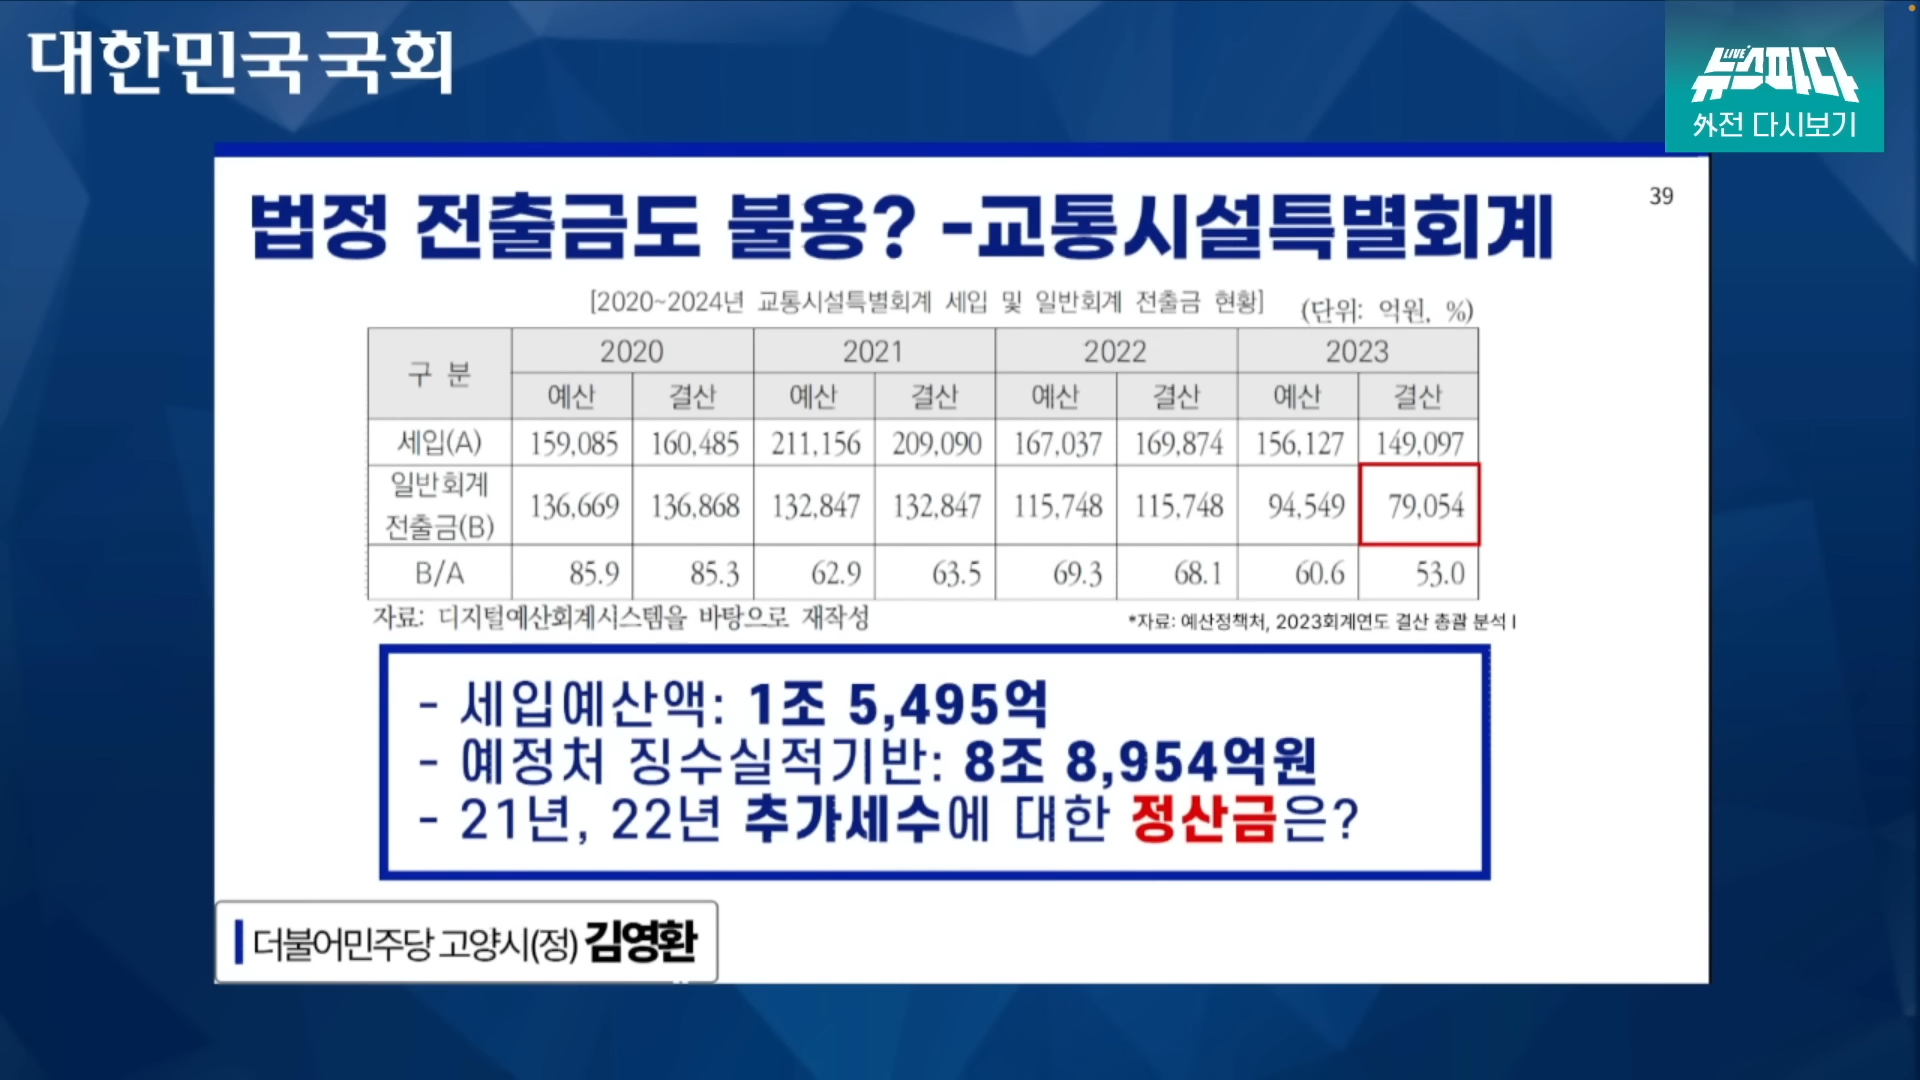 대한민국 국회
LIVE 뉴스피다
外전 다시보기
39
법정 전출금도 불용? -교통시설특별회계
[2020~2024년 교통시설특별회계 세입 및 일반회계 전출금 현황] (단위: 억원, %)
구 분 2020 2021 2022 2023
예산 결산 예산 결산 예산 결산 예산 결산
세입(A) 159,085 160,485 211,156 209,090 167,037 169,874 156,127 149,097
일반회계 전출금(B) 136,669 136,868 132,847 132,847 115,748 115,748 94,549 79,054
B/A 85.9 85.3 62.9 63.5 69.3 68.1 60.6 53.0
자료: 디지털예산회계시스템을 바탕으로 재작성
*자료: 예산정책처, 2023회계연도 결산 총괄 분석 I
- 세입예산액: 1조 5,495억
- 예정처 징수실적기반: 8조 8,954억원
- 21년, 22년 추가세수에 대한 정산금은?
더불어민주당 고양시(정) 김영환